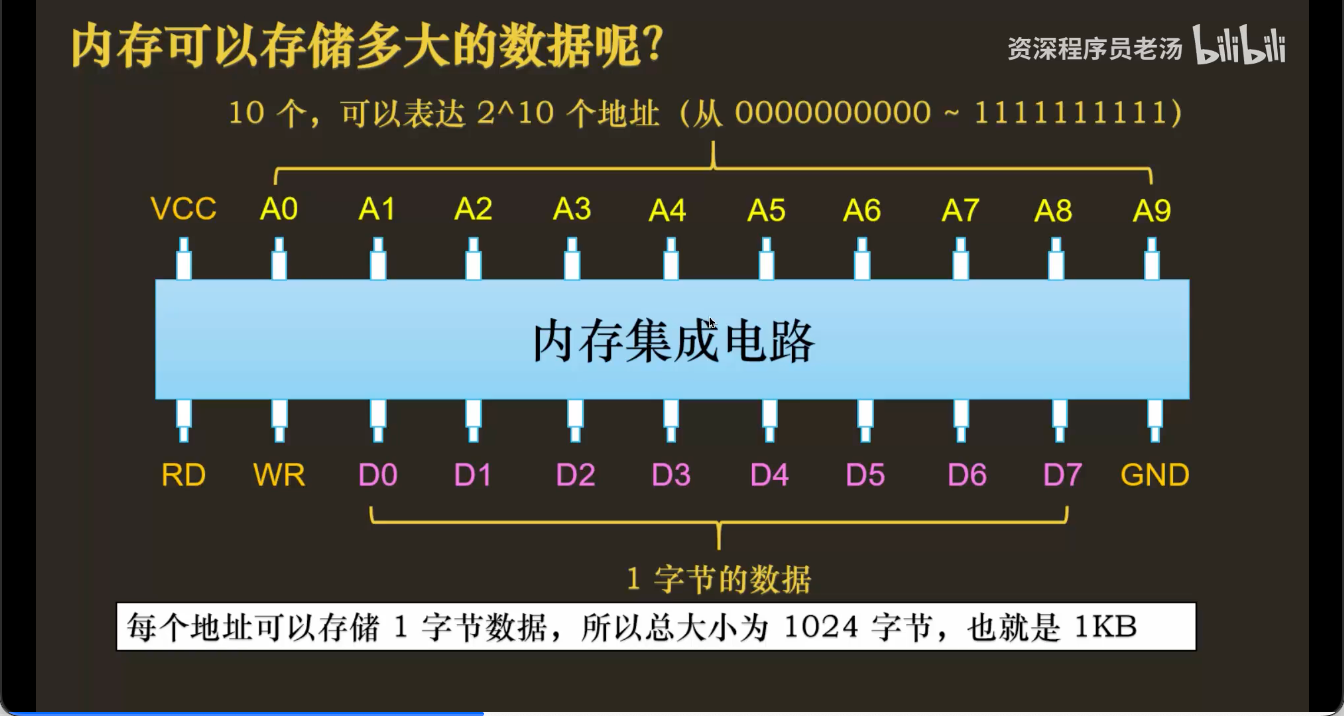 内存可以存储多大的数据呢?
资深程序员老汤 bilibili
10 个，可以表达 2^10 个地址（从 0000000000 ~ 1111111111）
VCC A0 A1 A2 A3 A4 A5 A6 A7 A8 A9
内存集成电路
RD WR D0 D1 D2 D3 D4 D5 D6 D7 GND
1 字节的数据
每个地址可以存储 1 字节数据，所以总大小为 1024 字节，也就是 1KB